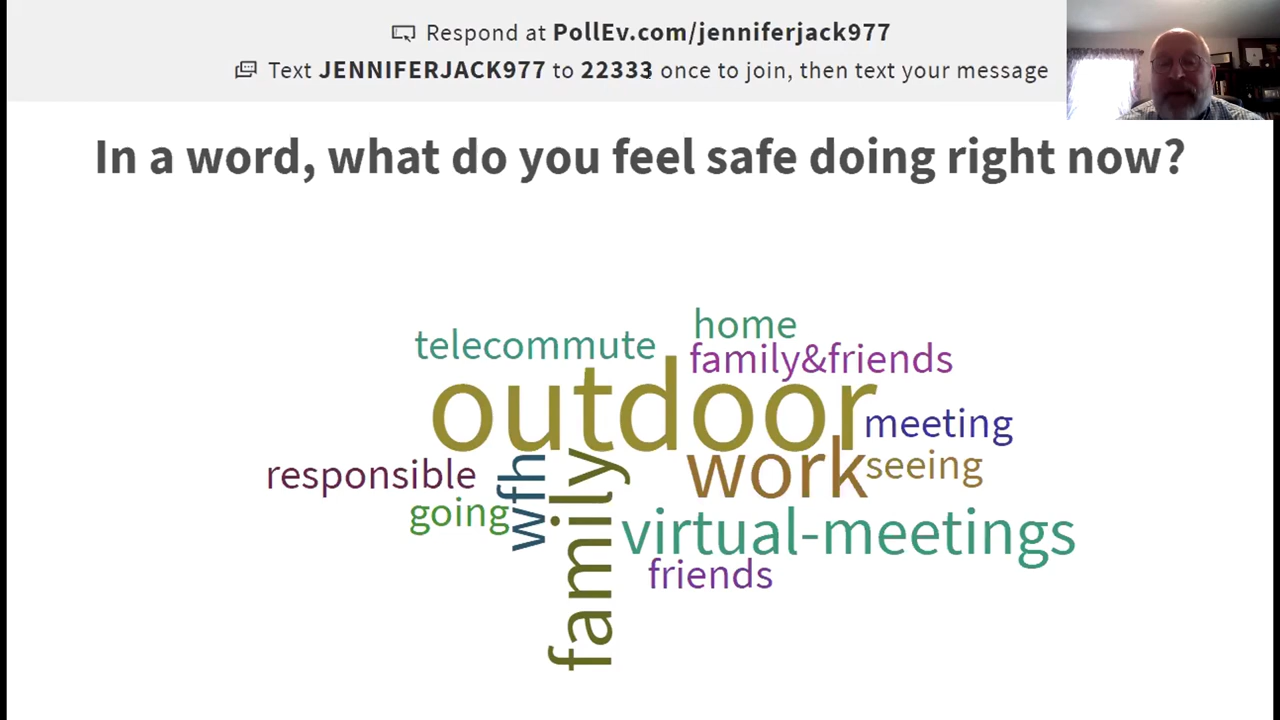 Respond at PollEv.com/jenniferjack977
Text JENNIFERJACK977 to 22333 once to join, then text your message
In a word, what do you feel safe doing right now?
home
telecommute
family&friends
outdoor
meeting
work
seeing
responsible
wfh
going
family
virtual-meetings
friends